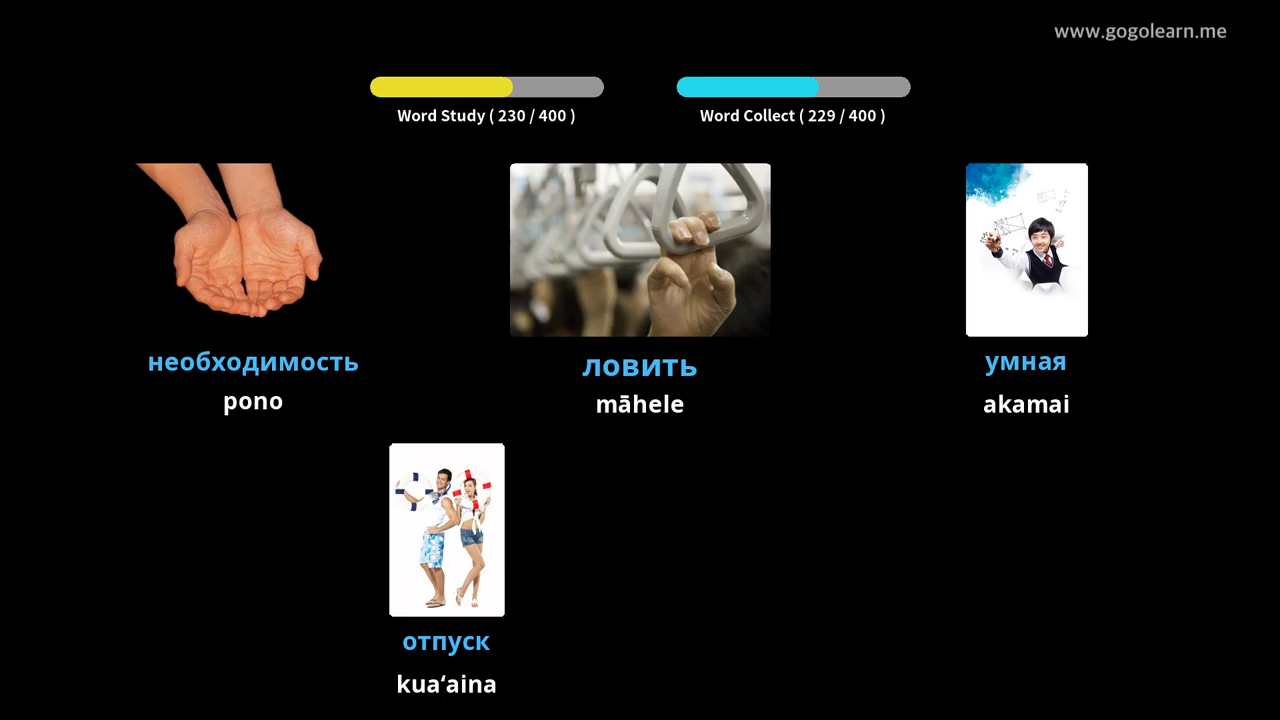 www.gogolearn.me
Word Study ( 230 / 400 )
Word Collect ( 229 / 400 )
необходимость
pono
ловить
māhele
умная
akamai
отпуск
kuaʻaina